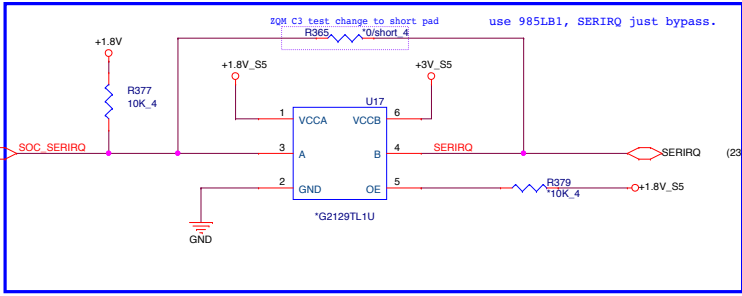 ZQM C3 test change to short pad
use 985LB1, SERIRQ just bypass.
R365
*0/short_4
+1.8V
+1.8V_S5
+3V_S5
R377
10K_4
U17
1
VCCA
VCCB
6
SOC_SERIRQ
3
A
B
4
SERIRQ
SERIRQ
(23
2
GND
OE
5
R379
*10K_4
+1.8V_S5
*G2129TL1U
GND